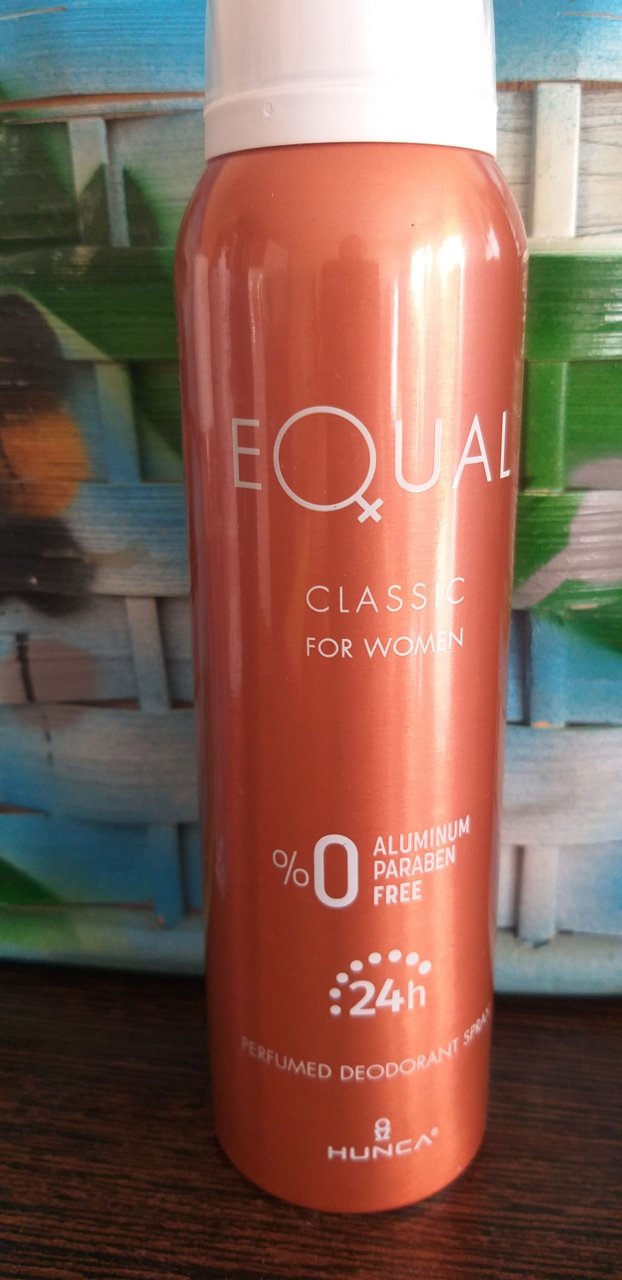 EQUAL
CLASSIC
FOR WOMEN
%0 ALUMINUM
PARABEN
FREE
24h
PERFUMED DEODORANT SPRAY
HUNCA®